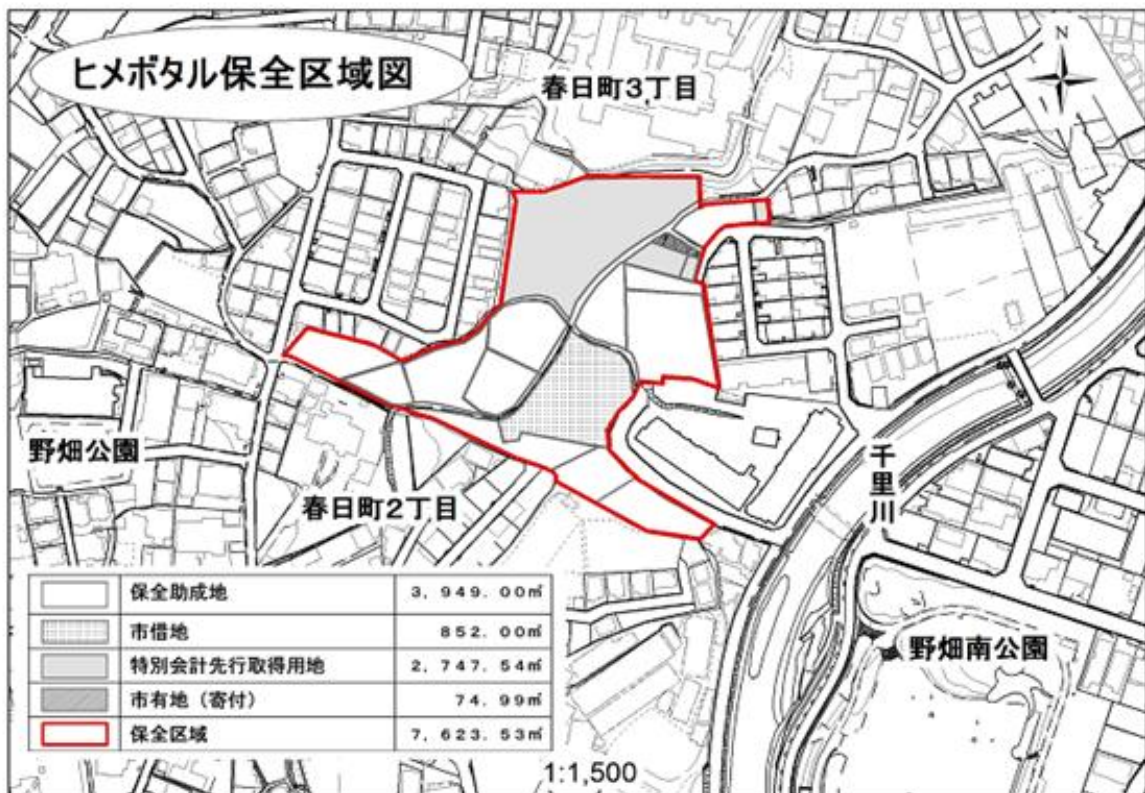 ヒメボタル保全区域図
春日町3,丁目
N
野畑公園
春日町2丁目
千里川
野畑南公園
保全助成地 3,949.00㎡
市借地 852.00㎡
特別会計先行取得用地 2,747.54㎡
市有地(寄付) 74.99㎡
保全区域 7,623.53㎡
1:1,500